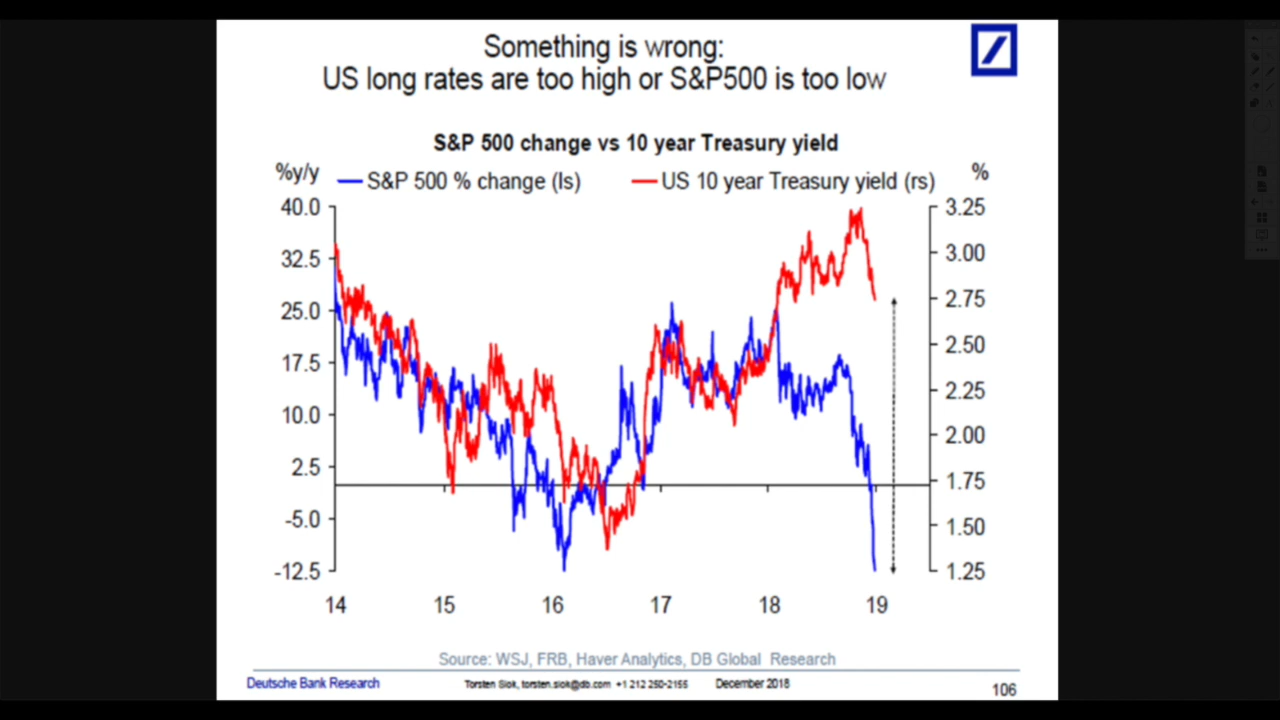 Something is wrong:
US long rates are too high or S&P500 is too low
S&P 500 change vs 10 year Treasury yield
%y/y
S&P 500 % change (ls)
US 10 year Treasury yield (rs)
%
40.0
32.5
25.0
17.5
10.0
2.5
-5.0
-12.5
3.25
3.00
2.75
2.50
2.25
2.00
1.75
1.50
1.25
14 15 16 17 18 19
Source: WSJ, FRB, Haver Analytics, DB Global Research
Deutsche Bank Research
Torsten Slok, torsten.slok@db.com +1 212 250-2155 December 2018
106